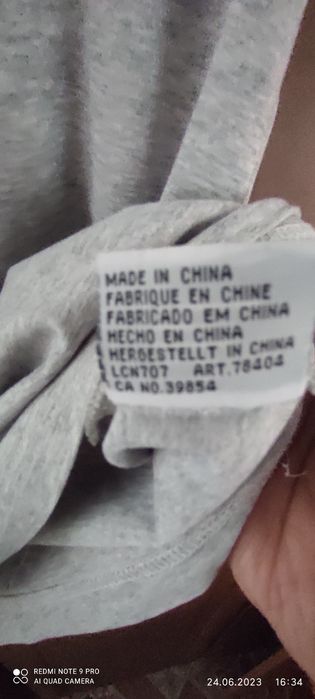 MADE IN CHINA
FABRIQUE EN CHINE
FABRICADO EM CHINA
HECHO EN CHINA
HERGESTELLT IN CHINA
LCN707 ART.78404
CA NO.39854
REDMI NOTE 9 PRO
AI QUAD CAMERA
24.06.2023 16:34